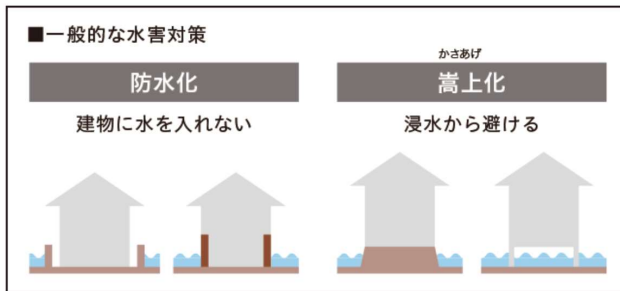 ■一般的な水害対策
防水化
建物に水を入れない
かさあげ
嵩上化
浸水から避ける